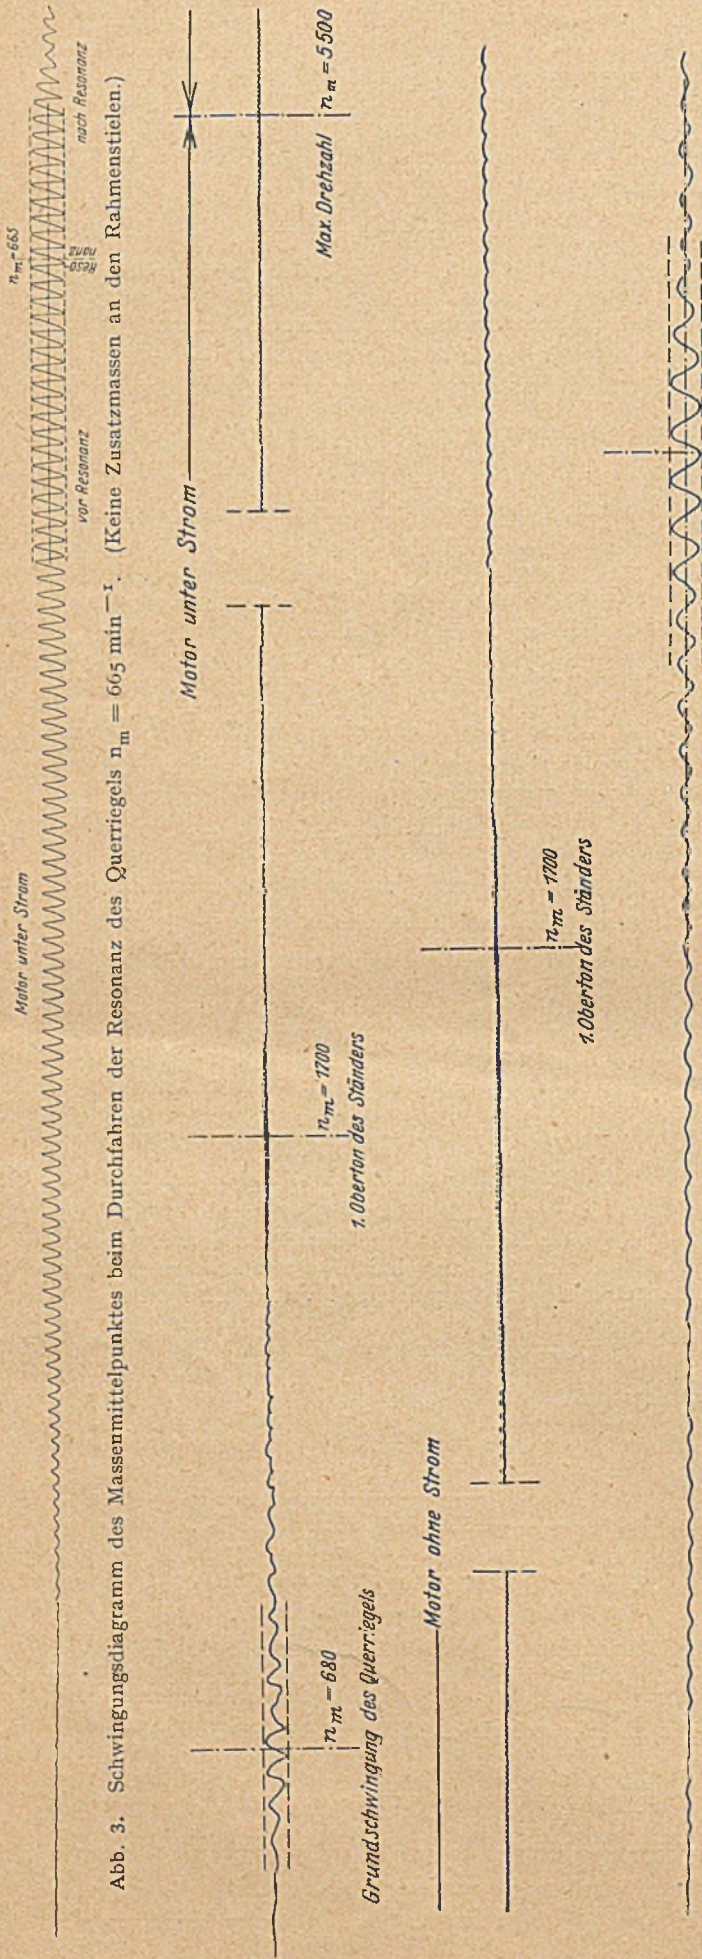 Motor unter Strom
n_m=665
vor Resonanz
Reso-
nanz
nach Resonanz
Abb. 3. Schwingungsdiagramm des Massenmittelpunktes beim Durchfahren der Resonanz des Querriegels n_m = 665 min⁻¹. (Keine Zusatzmassen an den Rahmenstielen.)
Motor unter Strom
n_m = 680
Grundschwingung des Querriegels
n_m = 1700
1. Oberton des Ständers
Max. Drehzahl n_m = 5500
Motor ohne Strom
n_m = 1700
1. Oberton des Ständers